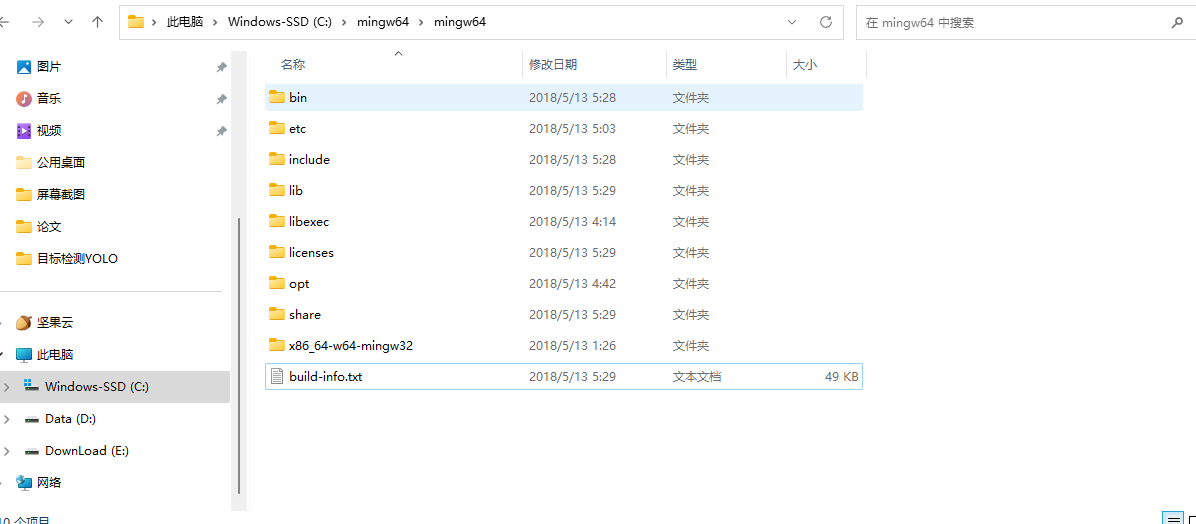 此电脑 Windows-SSD (C:) mingw64 mingw64
在 mingw64 中搜索
图片
音乐
视频
公用桌面
屏幕截图
论文
目标检测YOLO
坚果云
此电脑
Windows-SSD (C:)
Data (D:)
DownLoad (E:)
网络
名称 修改日期 类型 大小
bin 2018/5/13 5:28 文件夹
etc 2018/5/13 5:03 文件夹
include 2018/5/13 5:28 文件夹
lib 2018/5/13 5:29 文件夹
libexec 2018/5/13 4:14 文件夹
licenses 2018/5/13 5:29 文件夹
opt 2018/5/13 4:42 文件夹
share 2018/5/13 5:29 文件夹
x86_64-w64-mingw32 2018/5/13 1:26 文件夹
build-info.txt 2018/5/13 5:29 文本文档 49 KB
10 个项目